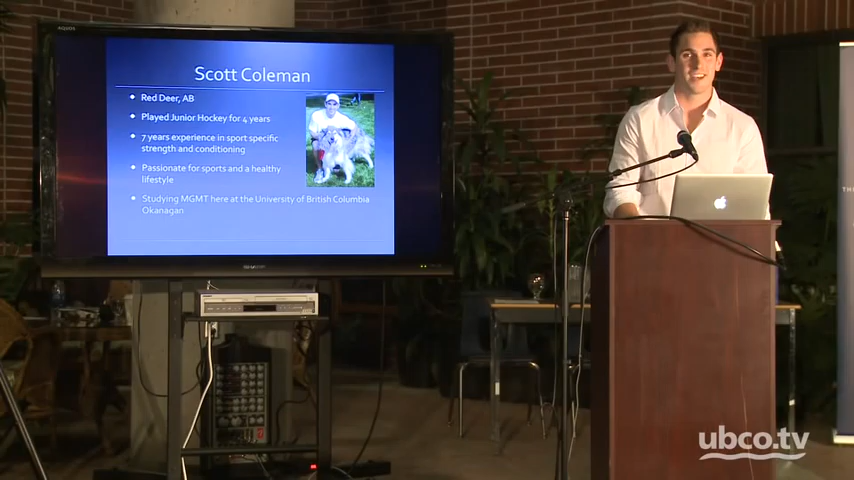 Scott Coleman
Red Deer, AB
Played Junior Hockey for 4 years
7 years experience in sport specific
strength and conditioning
Passionate for sports and a healthy
lifestyle
Studying MGMT here at the University of British Columbia
Okanagan
SHARP
TH
ubco.tv